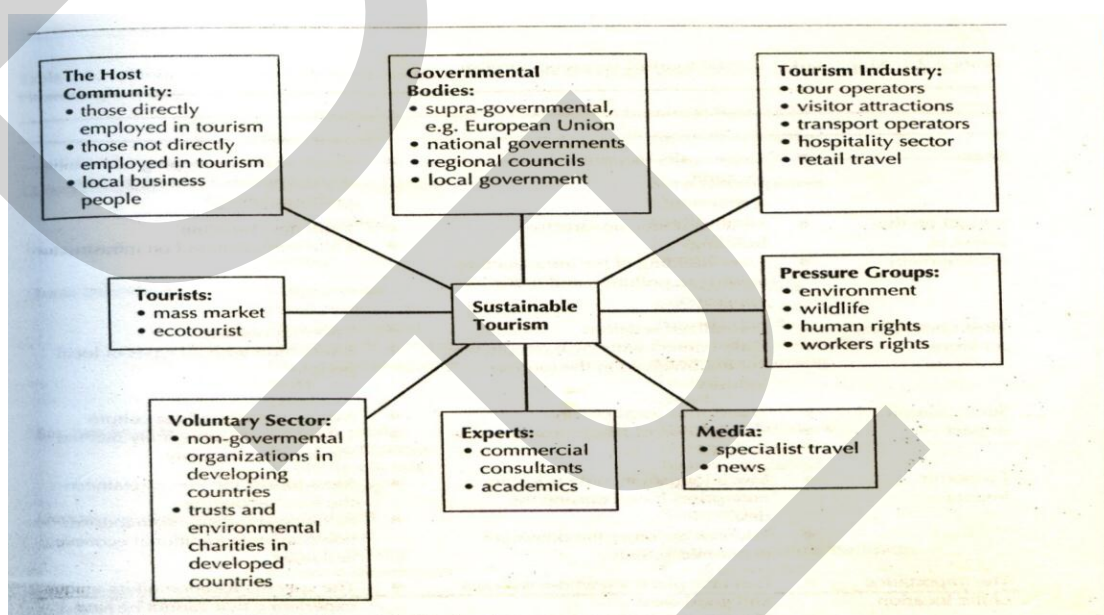 The Host
Community:
• those directly
employed in tourism
• those not directly
employed in tourism
• local business
people
Governmental
Bodies:
• supra-governmental,
e.g. European Union
• national governments
• regional councils
• local government
Tourism Industry:
• tour operators
• visitor attractions
• transport operators
• hospitality sector
• retail travel
Tourists:
• mass market
• ecotourist
Sustainable
Tourism
Pressure Groups:
• environment
• wildlife
• human rights
• workers rights
Voluntary Sector:
• non-govermental
organizations in
developing
countries
• trusts and
environmental
charities in
developed
countries
Experts:
• commercial
consultants
• academics
Media:
• specialist travel
• news